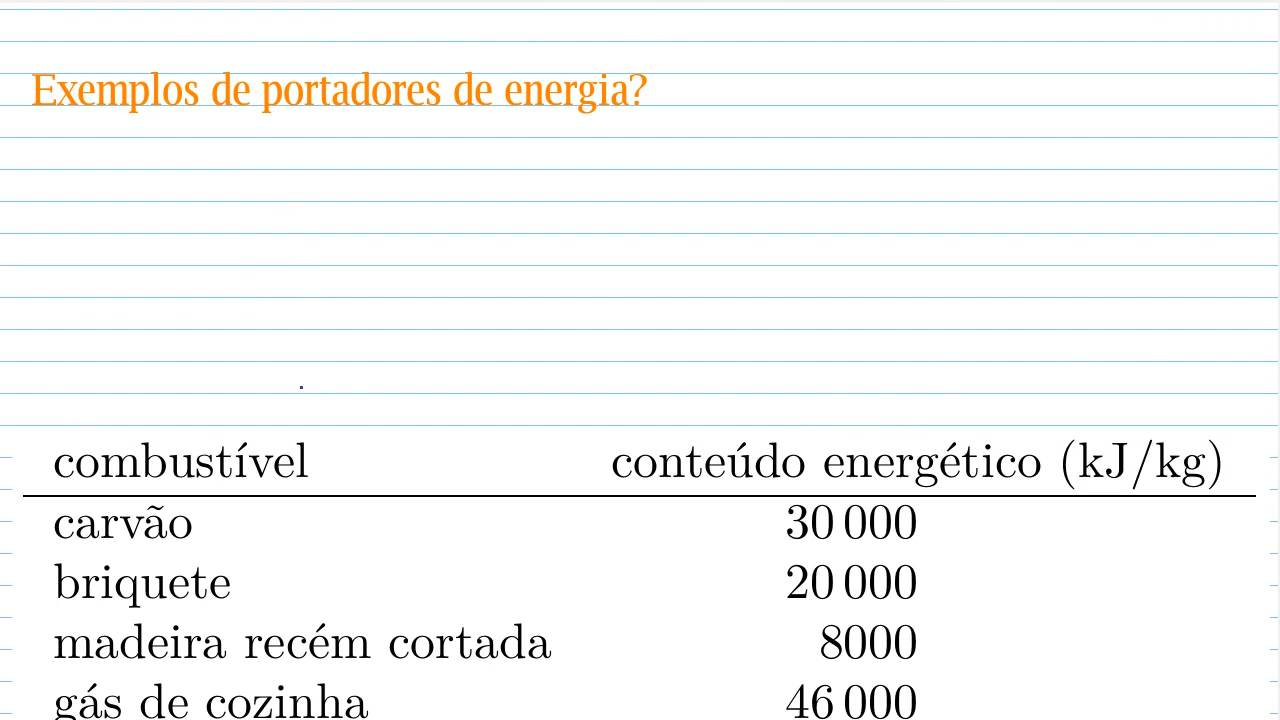 Exemplos de portadores de energia?
combustível conteúdo energético (kJ/kg)
carvão 30 000
briquete 20 000
madeira recém cortada 8000
gás de cozinha 46 000